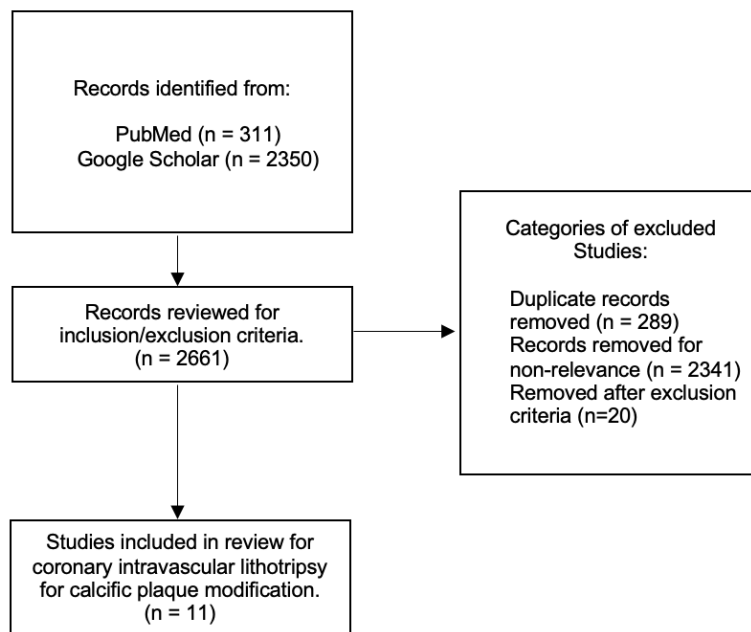 Records identified from:
PubMed (n = 311)
Google Scholar (n = 2350)
Records reviewed for
inclusion/exclusion criteria.
(n = 2661)
Categories of excluded
Studies:
Duplicate records
removed (n = 289)
Records removed for
non-relevance (n = 2341)
Removed after exclusion
criteria (n=20)
Studies included in review for
coronary intravascular lithotripsy
for calcific plaque modification.
(n = 11)